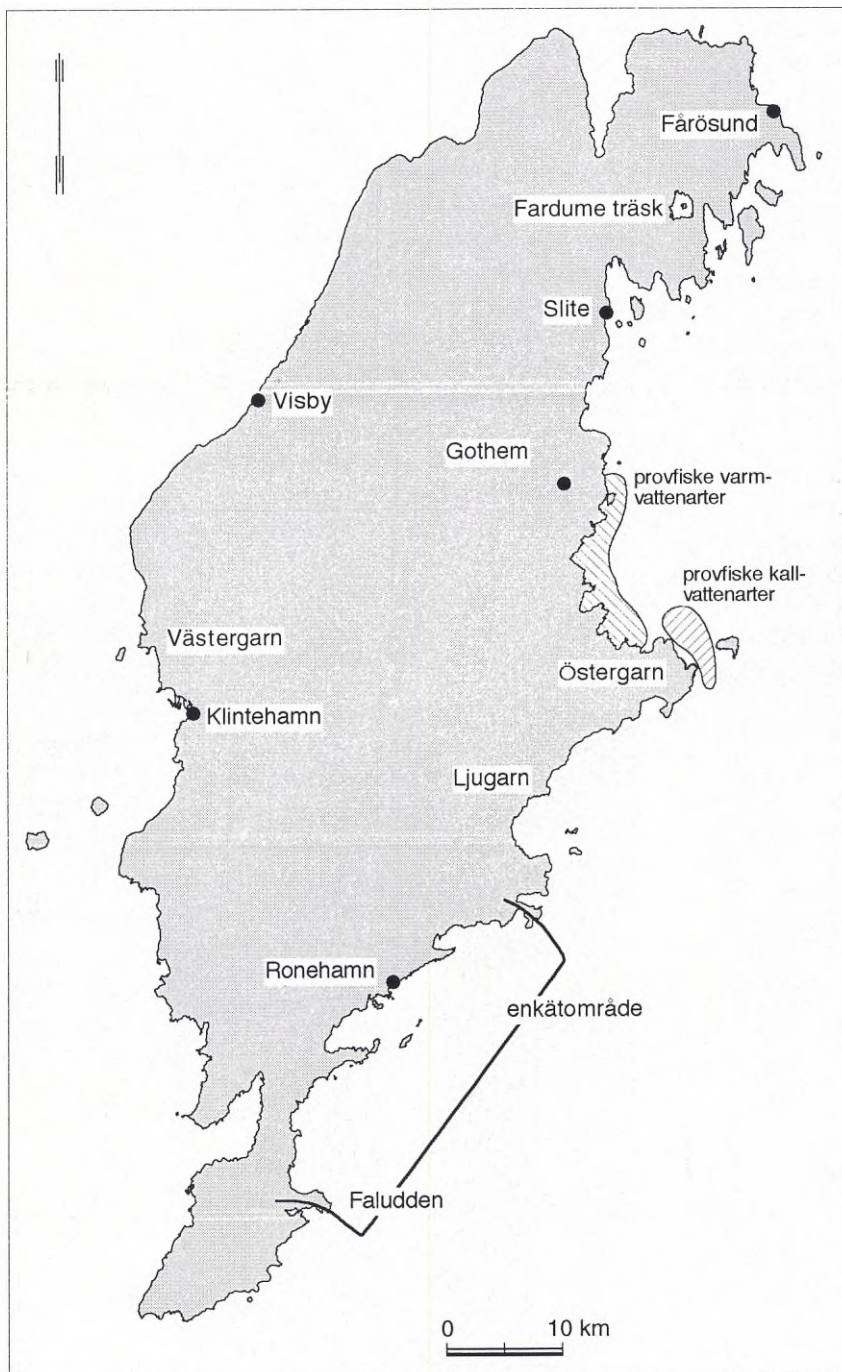 Fårösund
Fardume träsk
Slite
Visby
Gothem
provfiske varm-
vattenarter
provfiske kall-
vattenarter
Västergarn
Östergarn
Klintehamn
Ljugarn
Ronehamn
enkätområde
Faludden
0 10 km